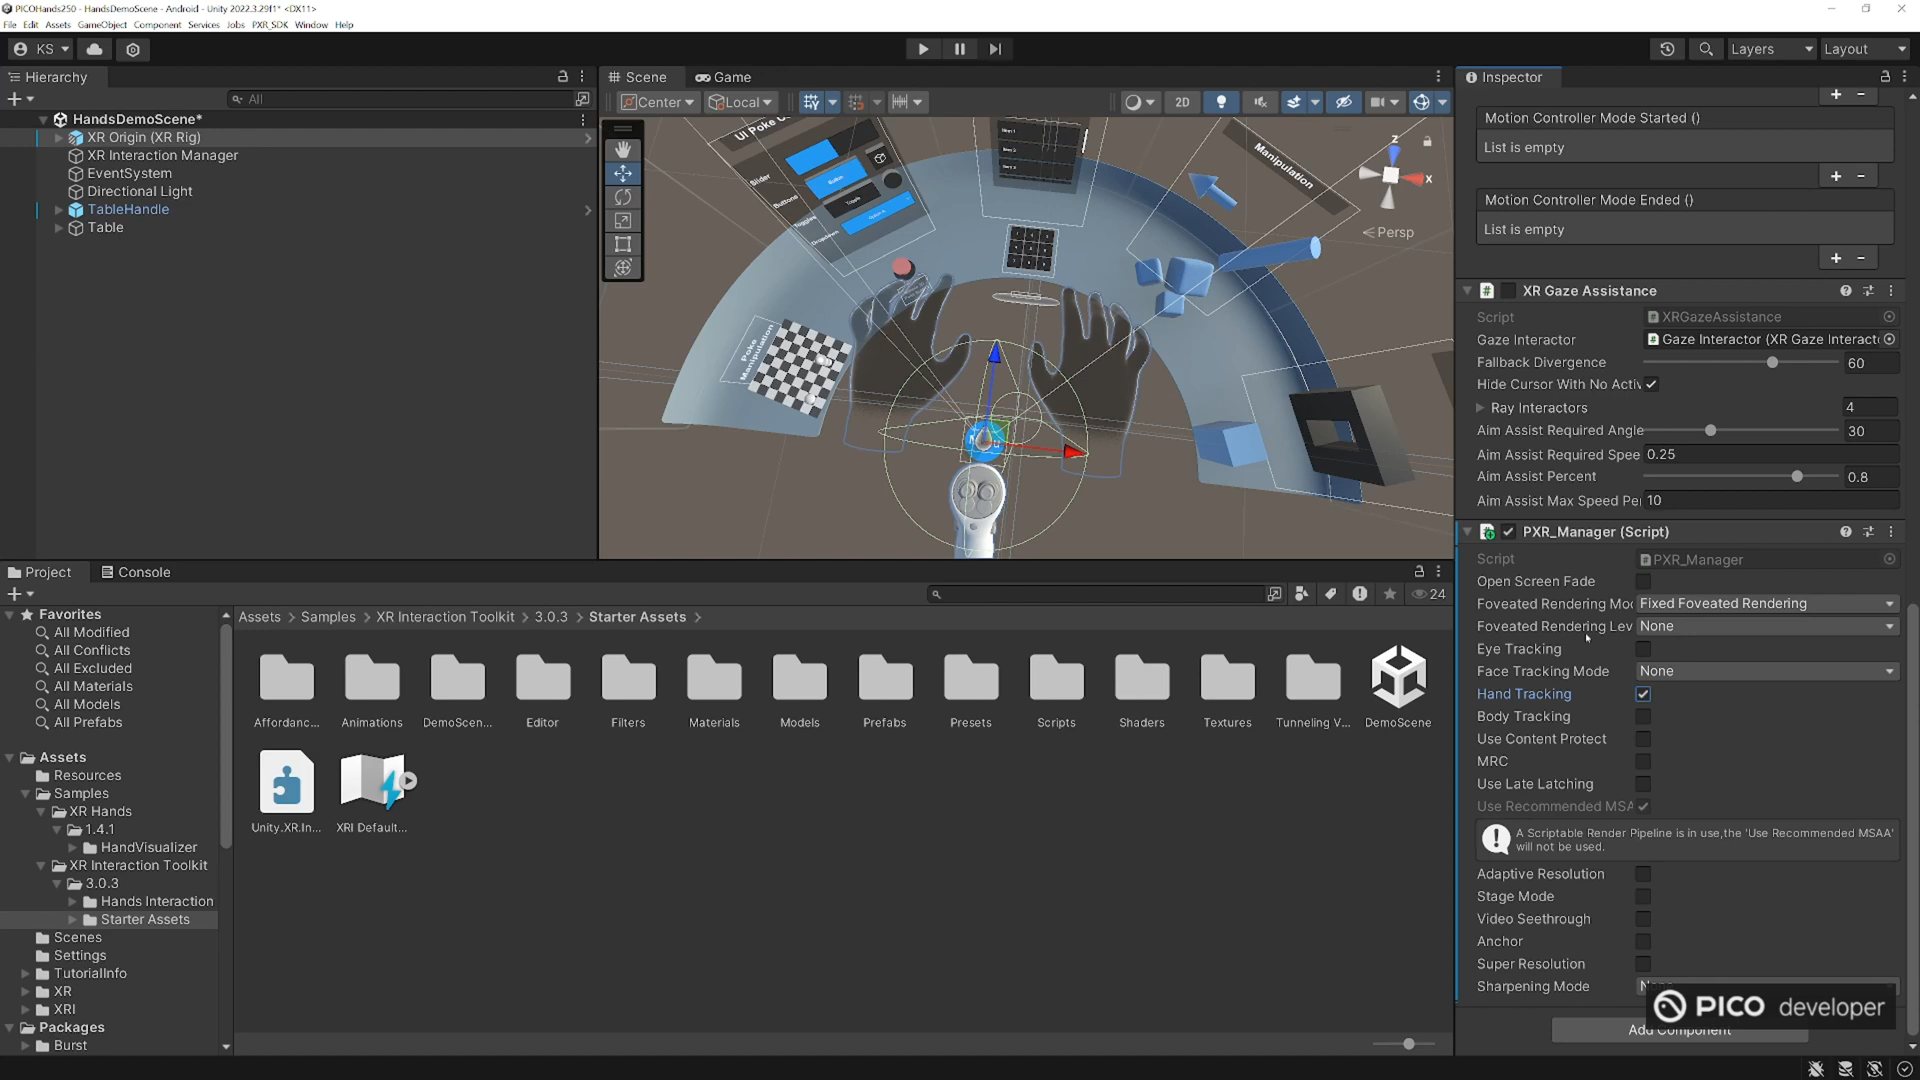 PICOHands250 - HandsDemoScene - Android - Unity 2022.3.29f1* <DX11>
File Edit Assets GameObject Component Services Jobs PXR_SDK Window Help
KS
Layers
Layout
Hierarchy
All
HandsDemoScene*
XR Origin (XR Rig)
XR Interaction Manager
EventSystem
Directional Light
TableHandle
Table
Scene
Game
Center
Local
2D
UI Poke
Slider
Buttons
Button
Toggles
Toggle
Dropdown
Manipulation
Poke Manipulation
Z
X
Persp
Inspector
Motion Controller Mode Started ()
List is empty
Motion Controller Mode Ended ()
List is empty
XR Gaze Assistance
Script XRGazeAssistance
Gaze Interactor Gaze Interactor (XR Gaze Interact
Fallback Divergence 60
Hide Cursor With No Activ
Ray Interactors 4
Aim Assist Required Angle 30
Aim Assist Required Spee 0.25
Aim Assist Percent 0.8
Aim Assist Max Speed Per 10
PXR_Manager (Script)
Script PXR_Manager
Open Screen Fade
Foveated Rendering Mod Fixed Foveated Rendering
Foveated Rendering Lev None
Eye Tracking
Face Tracking Mode None
Hand Tracking
Body Tracking
Use Content Protect
MRC
Use Late Latching
Use Recommended MSA
A Scriptable Render Pipeline is in use,the 'Use Recommended MSAA'
will not be used.
Adaptive Resolution
Stage Mode
Video Seethrough
Anchor
Super Resolution
Sharpening Mode
PICO developer
Add Component
Project
Console
24
Favorites
All Modified
All Conflicts
All Excluded
All Materials
All Models
All Prefabs
Assets
Resources
Samples
XR Hands
1.4.1
HandVisualizer
XR Interaction Toolkit
3.0.3
Hands Interaction
Starter Assets
Scenes
Settings
TutorialInfo
XR
XRI
Packages
Burst
Assets > Samples > XR Interaction Toolkit > 3.0.3 > Starter Assets >
Affordanc... Animations DemoScen... Editor Filters Materials Models Prefabs Presets Scripts Shaders Textures Tunneling V... DemoScene
Unity.XR.In... XRI Default...